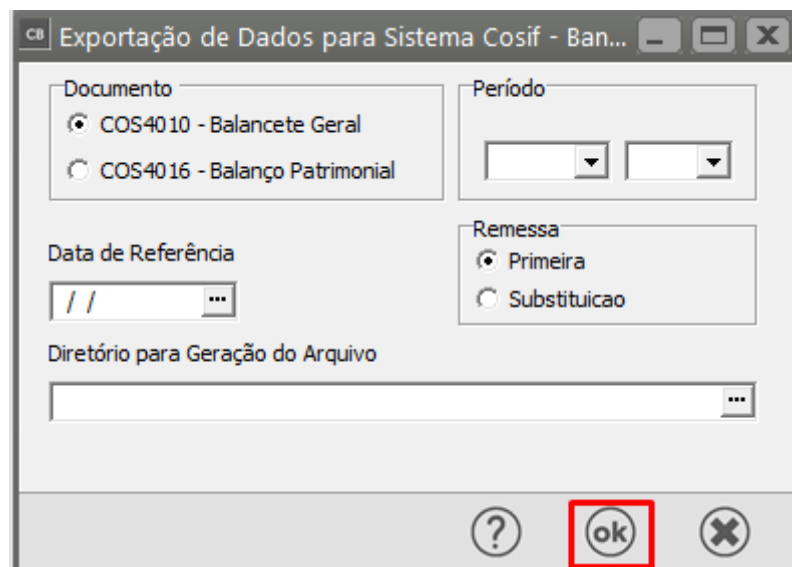 CB Exportação de Dados para Sistema Cosif - Ban...
Documento
COS4010 - Balancete Geral
COS4016 - Balanço Patrimonial
Período
Data de Referência
/ /
...
Remessa
Primeira
Substituicao
Diretório para Geração do Arquivo
...
?
ok